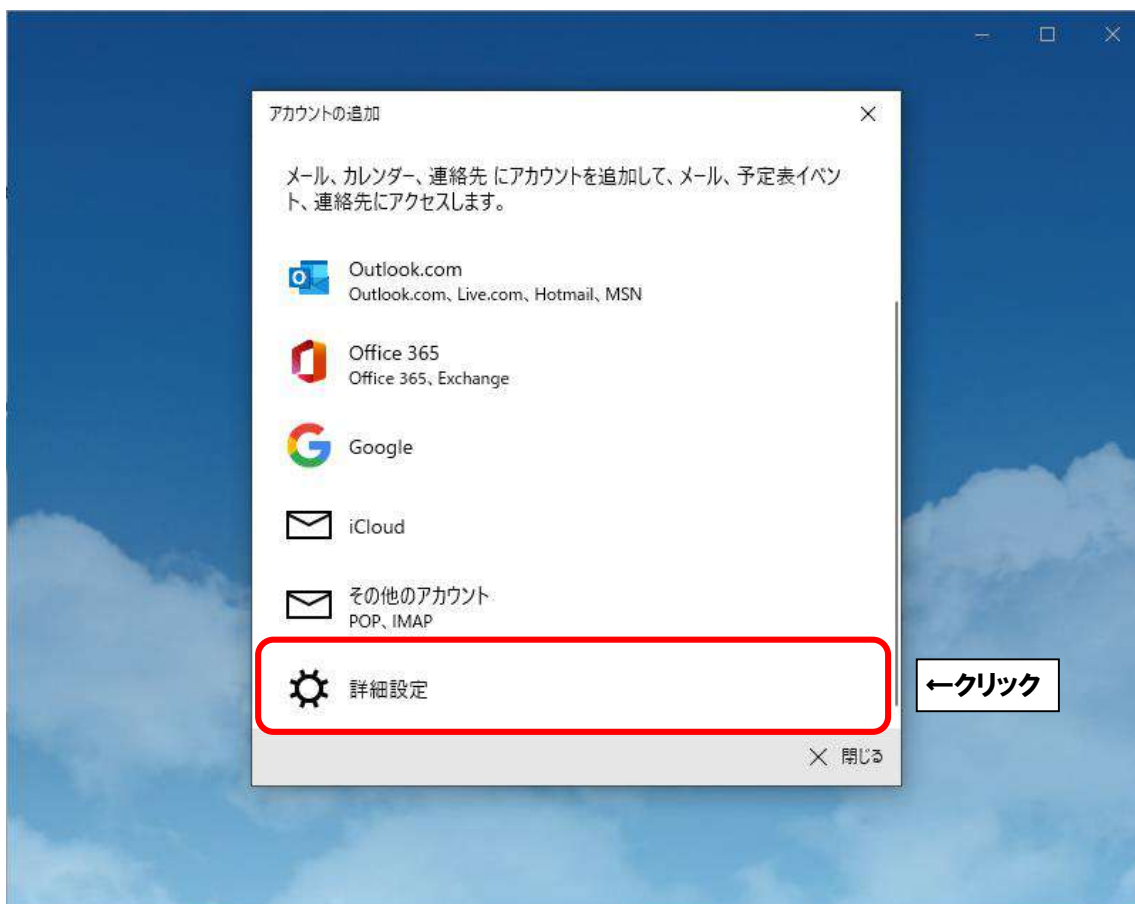 アカウントの追加
メール、カレンダー、連絡先 にアカウントを追加して、メール、予定表イベン
ト、連絡先にアクセスします。
Outlook.com
Outlook.com、Live.com、Hotmail、MSN
Office 365
Office 365、Exchange
Google
iCloud
その他のアカウント
POP、IMAP
詳細設定
←クリック
閉じる